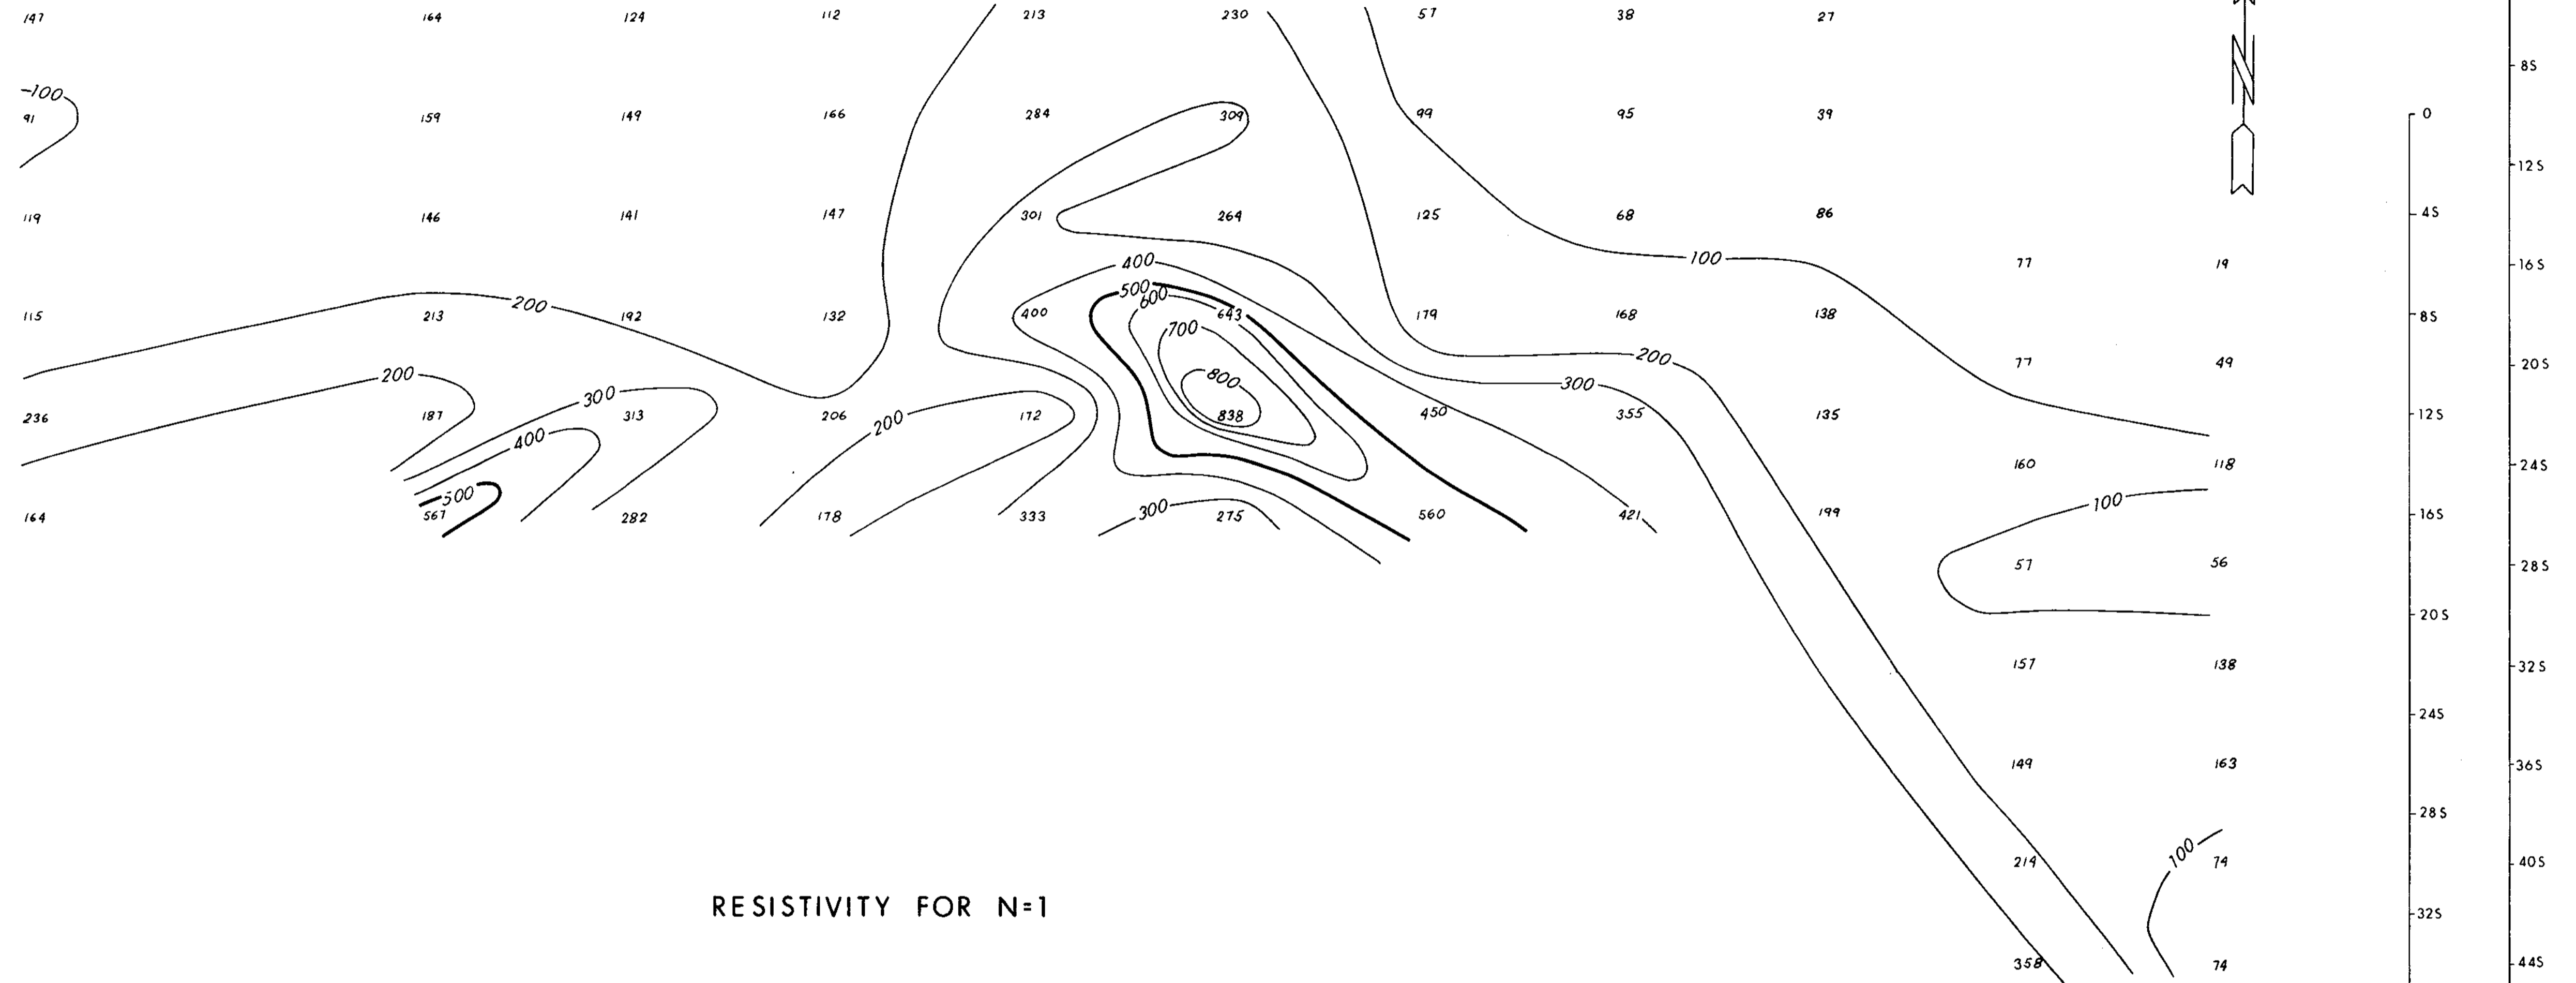 147 164 124 112 213 230 57 38 27
N
8S
-100
91 159 149 166 284 309 99 95 39
0
12S
119 146 141 147 301 264 125 68 86
4S
400 100 77 19
16S
500
600
200
115 213 192 132 400 643 179 168 138
8S
700
200 77 49
20S
200 800 300
300
236 187 313 206 172 838 450 355 135
12S
200
400
160 118
24S
500
100
300
164 567 282 178 333 275 560 421 199
16S
57 56
28S
20S
157 138
32S
24S
149 163
36S
28S
100
219 74
40S
RESISTIVITY FOR N=1
32S
358 74
44S